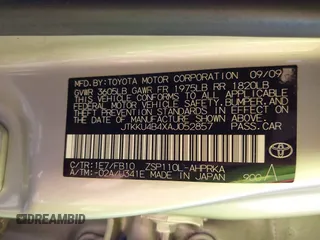 MFD. BY: TOYOTA MOTOR CORPORATION 09/09
GVWR 3605LB GAWR FR 1975LB RR 1820LB
THIS VEHICLE CONFORMS TO ALL APPLICABLE
FEDERAL MOTOR VEHICLE SAFETY, BUMPER, AND
THEFT PREVENTION STANDARDS IN EFFECT ON
THE DATE OF MANUFACTURE SHOWN ABOVE.
JTKKU4B4XAJ052857 PASS.CAR
C/TR:1E7/FB10 ZSP110L-AHPRKA
A/TM:-02A/U341E MADE IN JAPAN
900 A
TOYOTA
DREAMBID